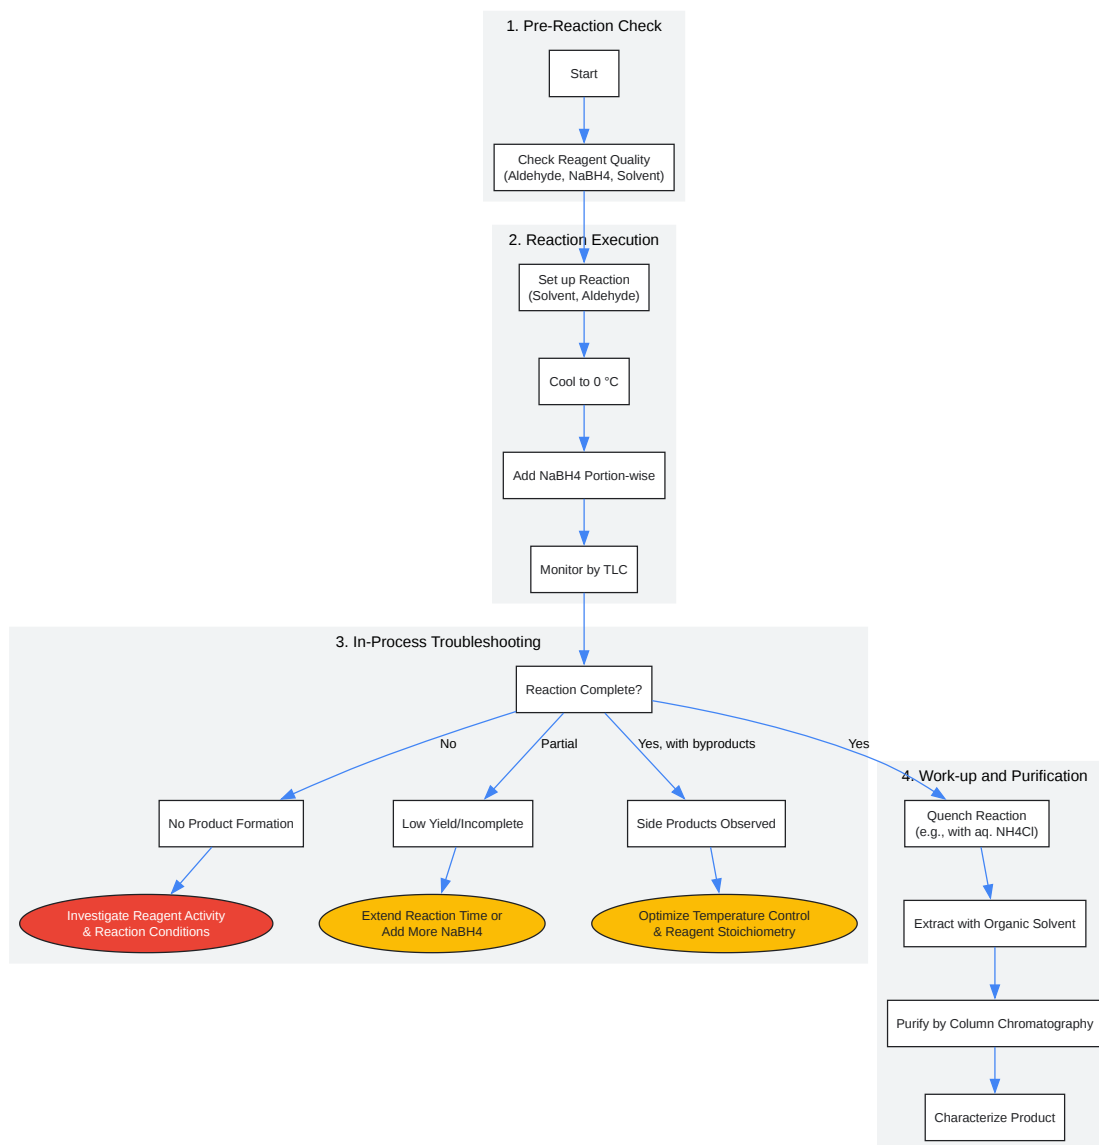 1. Pre-Reaction Check
Start
Check Reagent Quality
(Aldehyde, NaBH4, Solvent)
2. Reaction Execution
Set up Reaction
(Solvent, Aldehyde)
Cool to 0 °C
Add NaBH4 Portion-wise
Monitor by TLC
3. In-Process Troubleshooting
Reaction Complete?
No
Partial
Yes, with byproducts
Yes
No Product Formation
Low Yield/Incomplete
Side Products Observed
Investigate Reagent Activity
& Reaction Conditions
Extend Reaction Time or
Add More NaBH4
Optimize Temperature Control
& Reagent Stoichiometry
4. Work-up and Purification
Quench Reaction
(e.g., with aq. NH4Cl)
Extract with Organic Solvent
Purify by Column Chromatography
Characterize Product